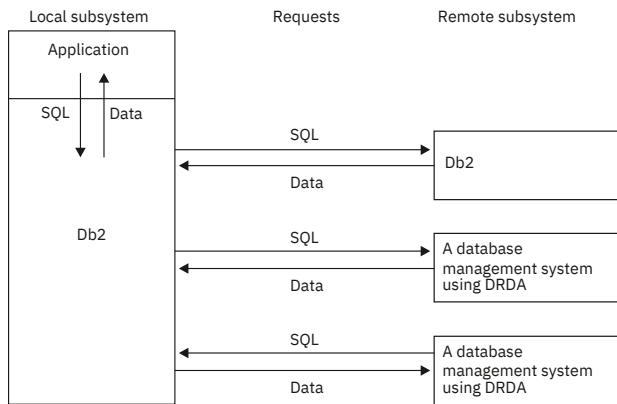 Local subsystem
Requests
Remote subsystem
Application
SQL
Data
SQL
Data
Db2
Db2
SQL
Data
A database
management system
using DRDA
SQL
Data
A database
management system
using DRDA